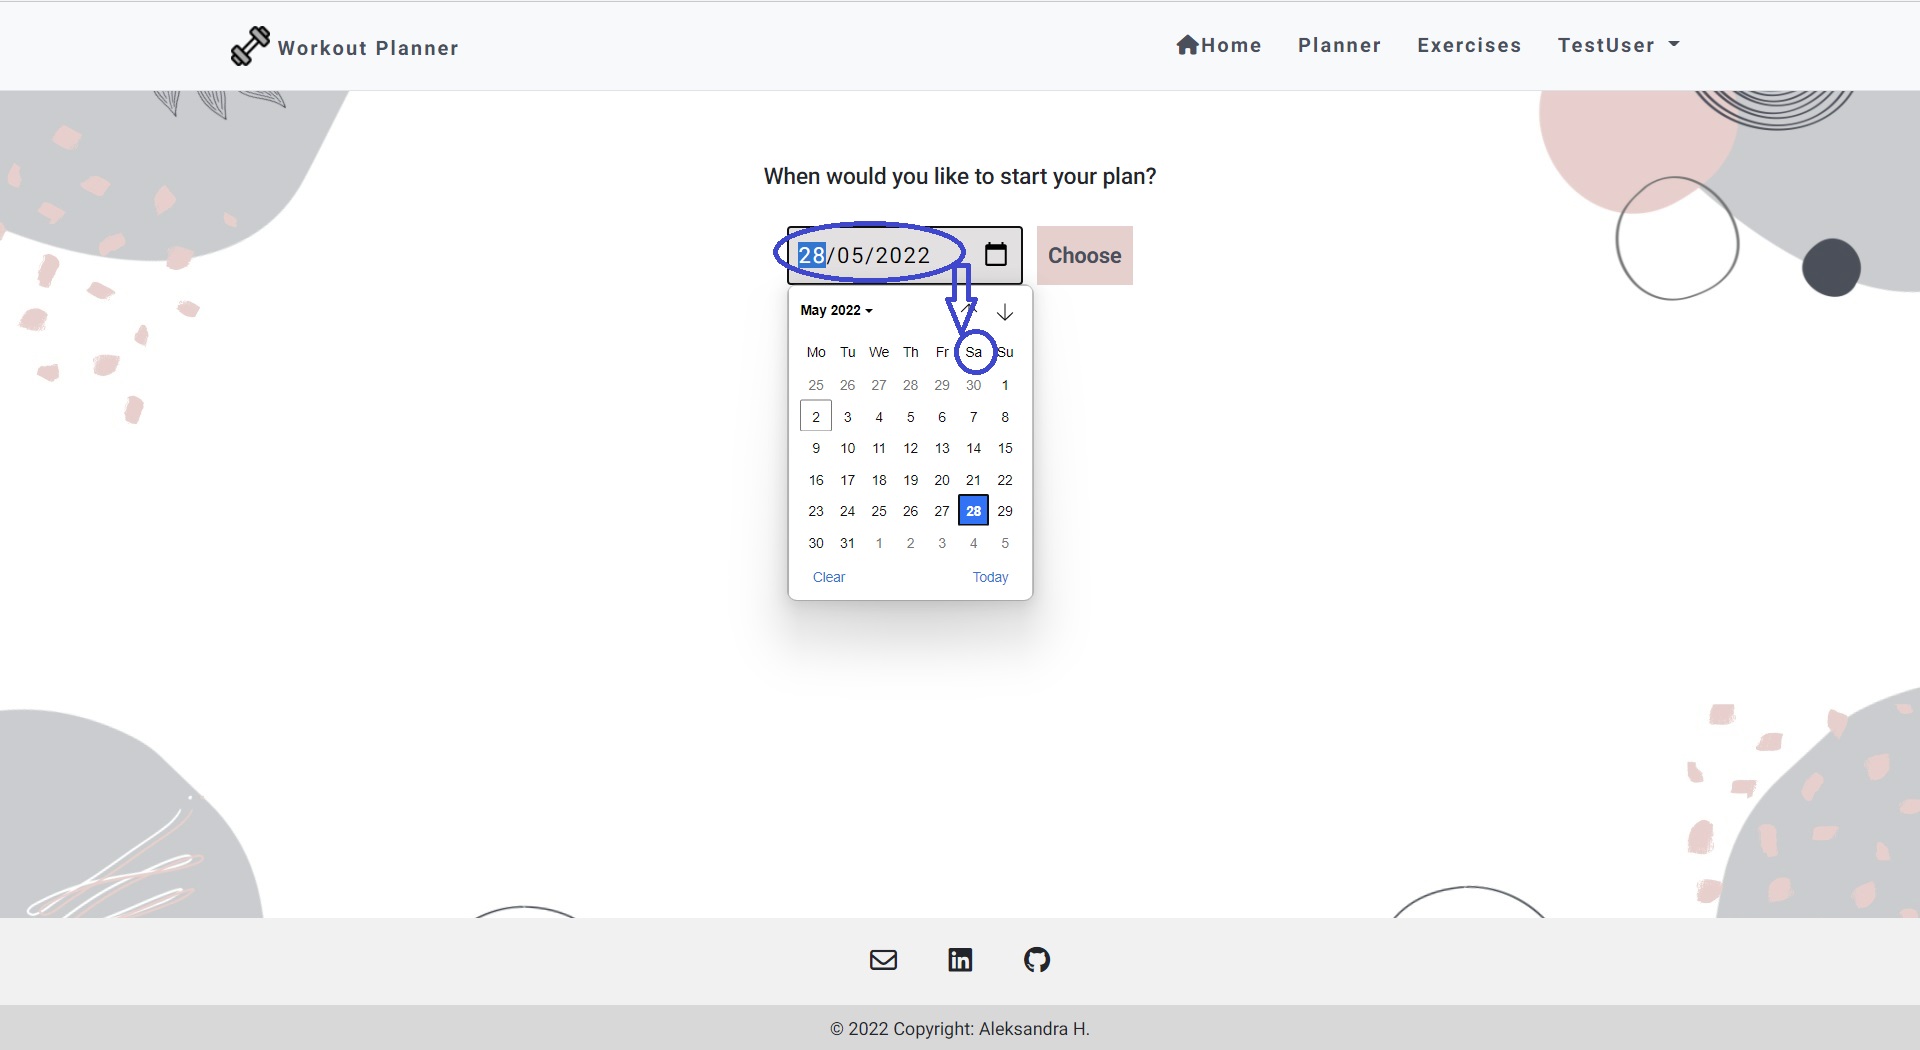 Workout Planner
Home Planner Exercises TestUser
When would you like to start your plan?
28/05/2022 Choose
May 2022
Mo Tu We Th Fr Sa Su
25 26 27 28 29 30 1
2 3 4 5 6 7 8
9 10 11 12 13 14 15
16 17 18 19 20 21 22
23 24 25 26 27 28 29
30 31 1 2 3 4 5
Clear Today
in
© 2022 Copyright: Aleksandra H.